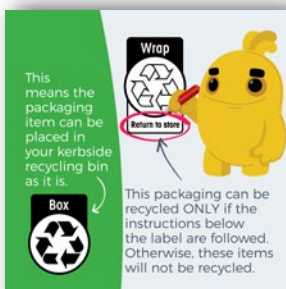 This
means the
packaging
item can be
placed in
your kerbside
recycling bin
as it is.
Box
Wrap
Return to store
This packaging can be
recycled ONLY if the
instructions below
the label are followed.
Otherwise, these items
will not be recycled.